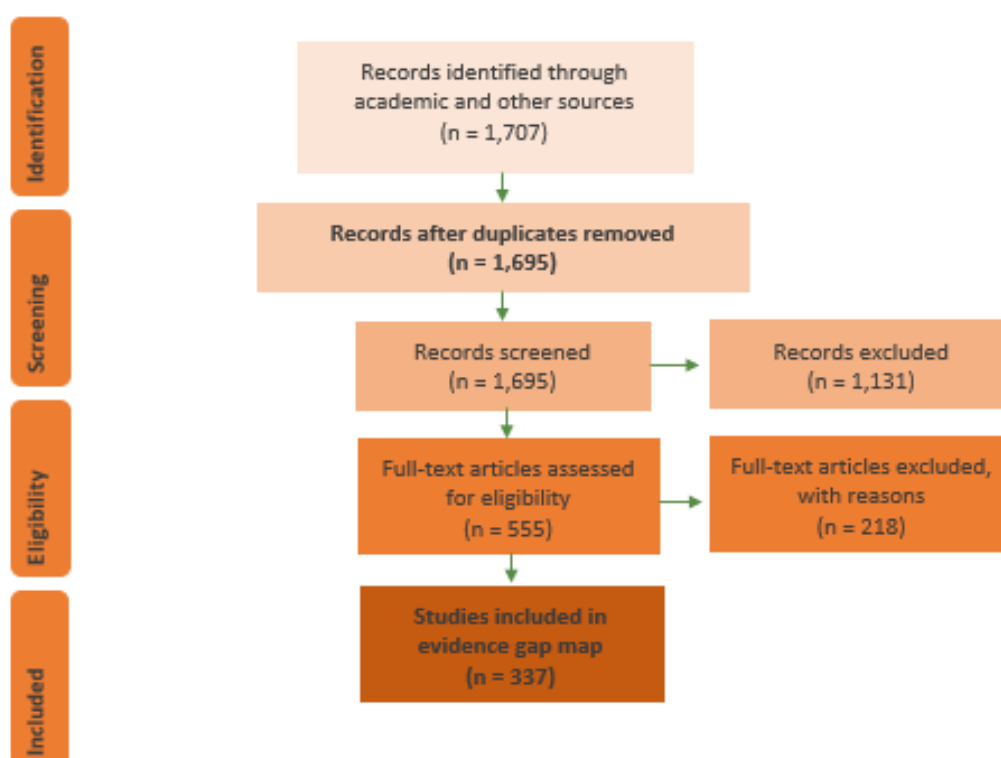 Identification
Records identified through
academic and other sources
(n = 1,707)
Screening
Records after duplicates removed
(n = 1,695)
Records screened
(n = 1,695)
Records excluded
(n = 1,131)
Eligibility
Full-text articles assessed
for eligibility
(n = 555)
Full-text articles excluded,
with reasons
(n = 218)
Included
Studies included in
evidence gap map
(n = 337)